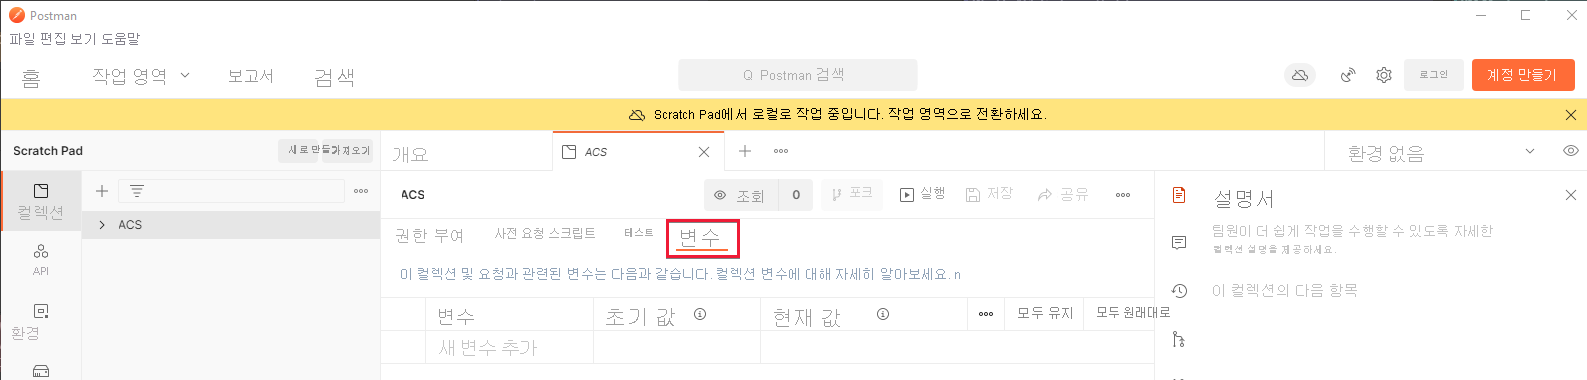 Postman
파일 편집 보기 도움말
홈 작업 영역 보고서 검색 Postman 검색 로그인 계정 만들기
Scratch Pad에서 로컬로 작업 중입니다. 작업 영역으로 전환하세요.
Scratch Pad 새로 만들기 가져오기 개요 ACS 환경 없음
컬렉션 ACS 조회 0 포크 실행 저장 공유 설명서
ACS
권한 부여 사전 요청 스크립트 테스트 변수 팀원이 더 쉽게 작업을 수행할 수 있도록 자세한
컬렉션 설명을 제공하세요.
API 이 컬렉션 및 요청과 관련된 변수는 다음과 같습니다. 컬렉션 변수에 대해 자세히 알아보세요. n
이 컬렉션의 다음 항목
변수 초기 값 현재 값 모두 유지 모두 원래대로
환경
새 변수 추가